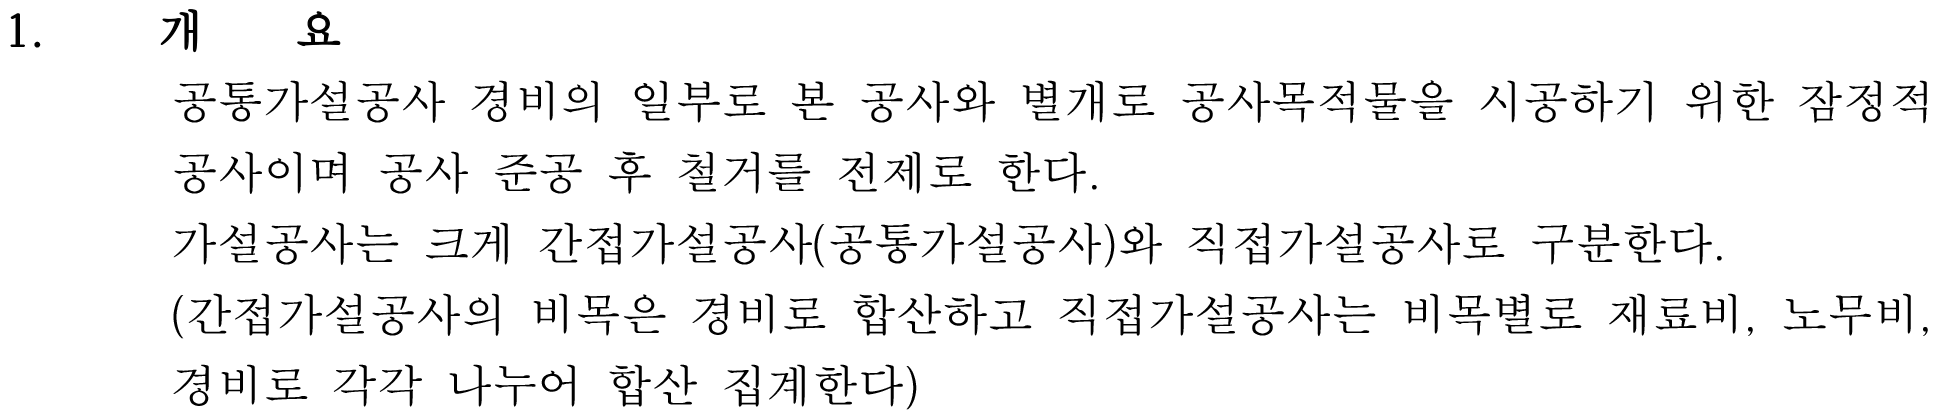 1. 개 요
공통가설공사 경비의 일부로 본 공사와 별개로 공사목적물을 시공하기 위한 잠정적
공사이며 공사 준공 후 철거를 전제로 한다.
가설공사는 크게 간접가설공사(공통가설공사)와 직접가설공사로 구분한다.
(간접가설공사의 비목은 경비로 합산하고 직접가설공사는 비목별로 재료비, 노무비,
경비로 각각 나누어 합산 집계한다)